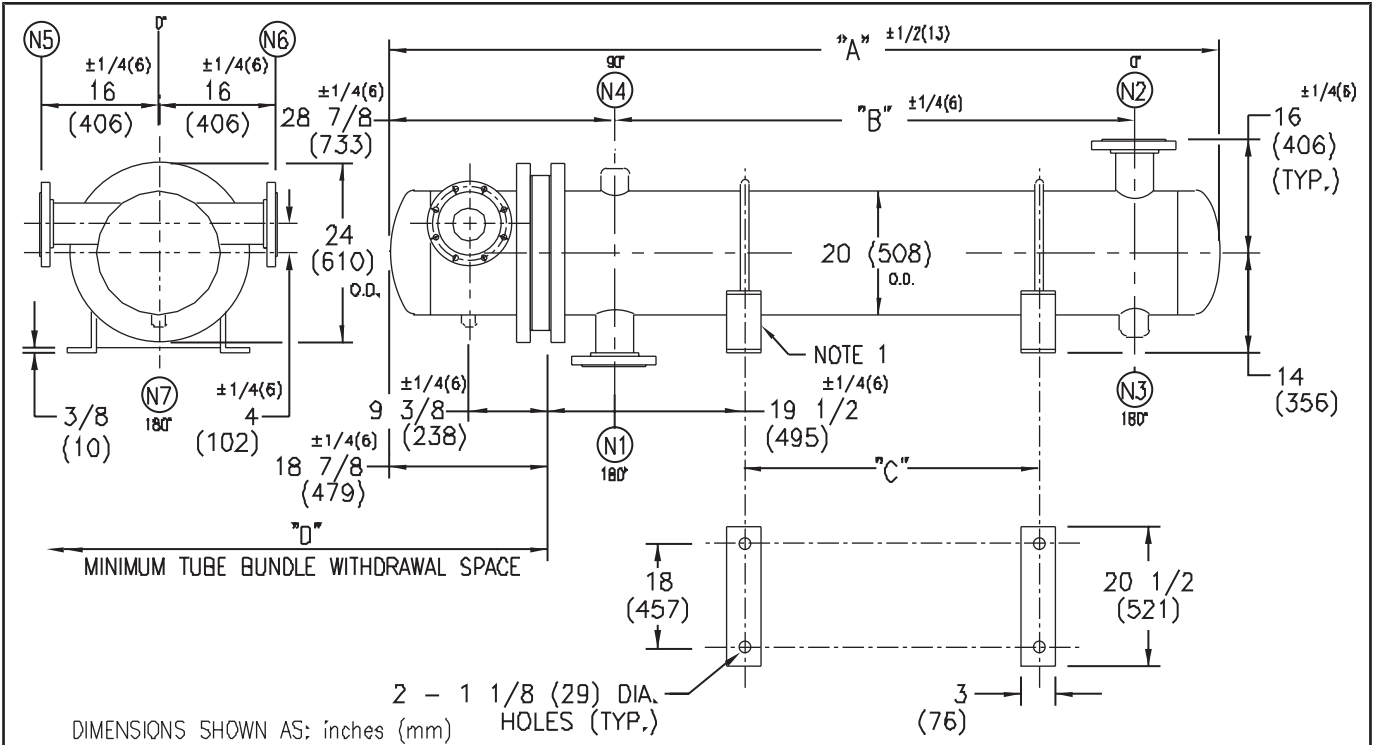 N5
0°
N6
±1/4(6)
16
(406)
±1/4(6)
16
(406)
±1/4(6)
28 7/8
(733)
"A" ±1/2(13)
90°
N4
"B" ±1/4(6)
0°
N2
±1/4(6)
16
(406)
(TYP.)
24
(610)
O.D.
20 (508)
O.D.
NOTE 1
3/8
(10)
N7
180°
±1/4(6)
4
(102)
±1/4(6)
9 3/8
(238)
±1/4(6)
19 1/2
(495)
N1
180°
N3
180°
14
(356)
±1/4(6)
18 7/8
(479)
"C"
"D"
MINIMUM TUBE BUNDLE WITHDRAWAL SPACE
18
(457)
20 1/2
(521)
2 - 1 1/8 (29) DIA.
HOLES (TYP.)
3
(76)
DIMENSIONS SHOWN AS: inches (mm)